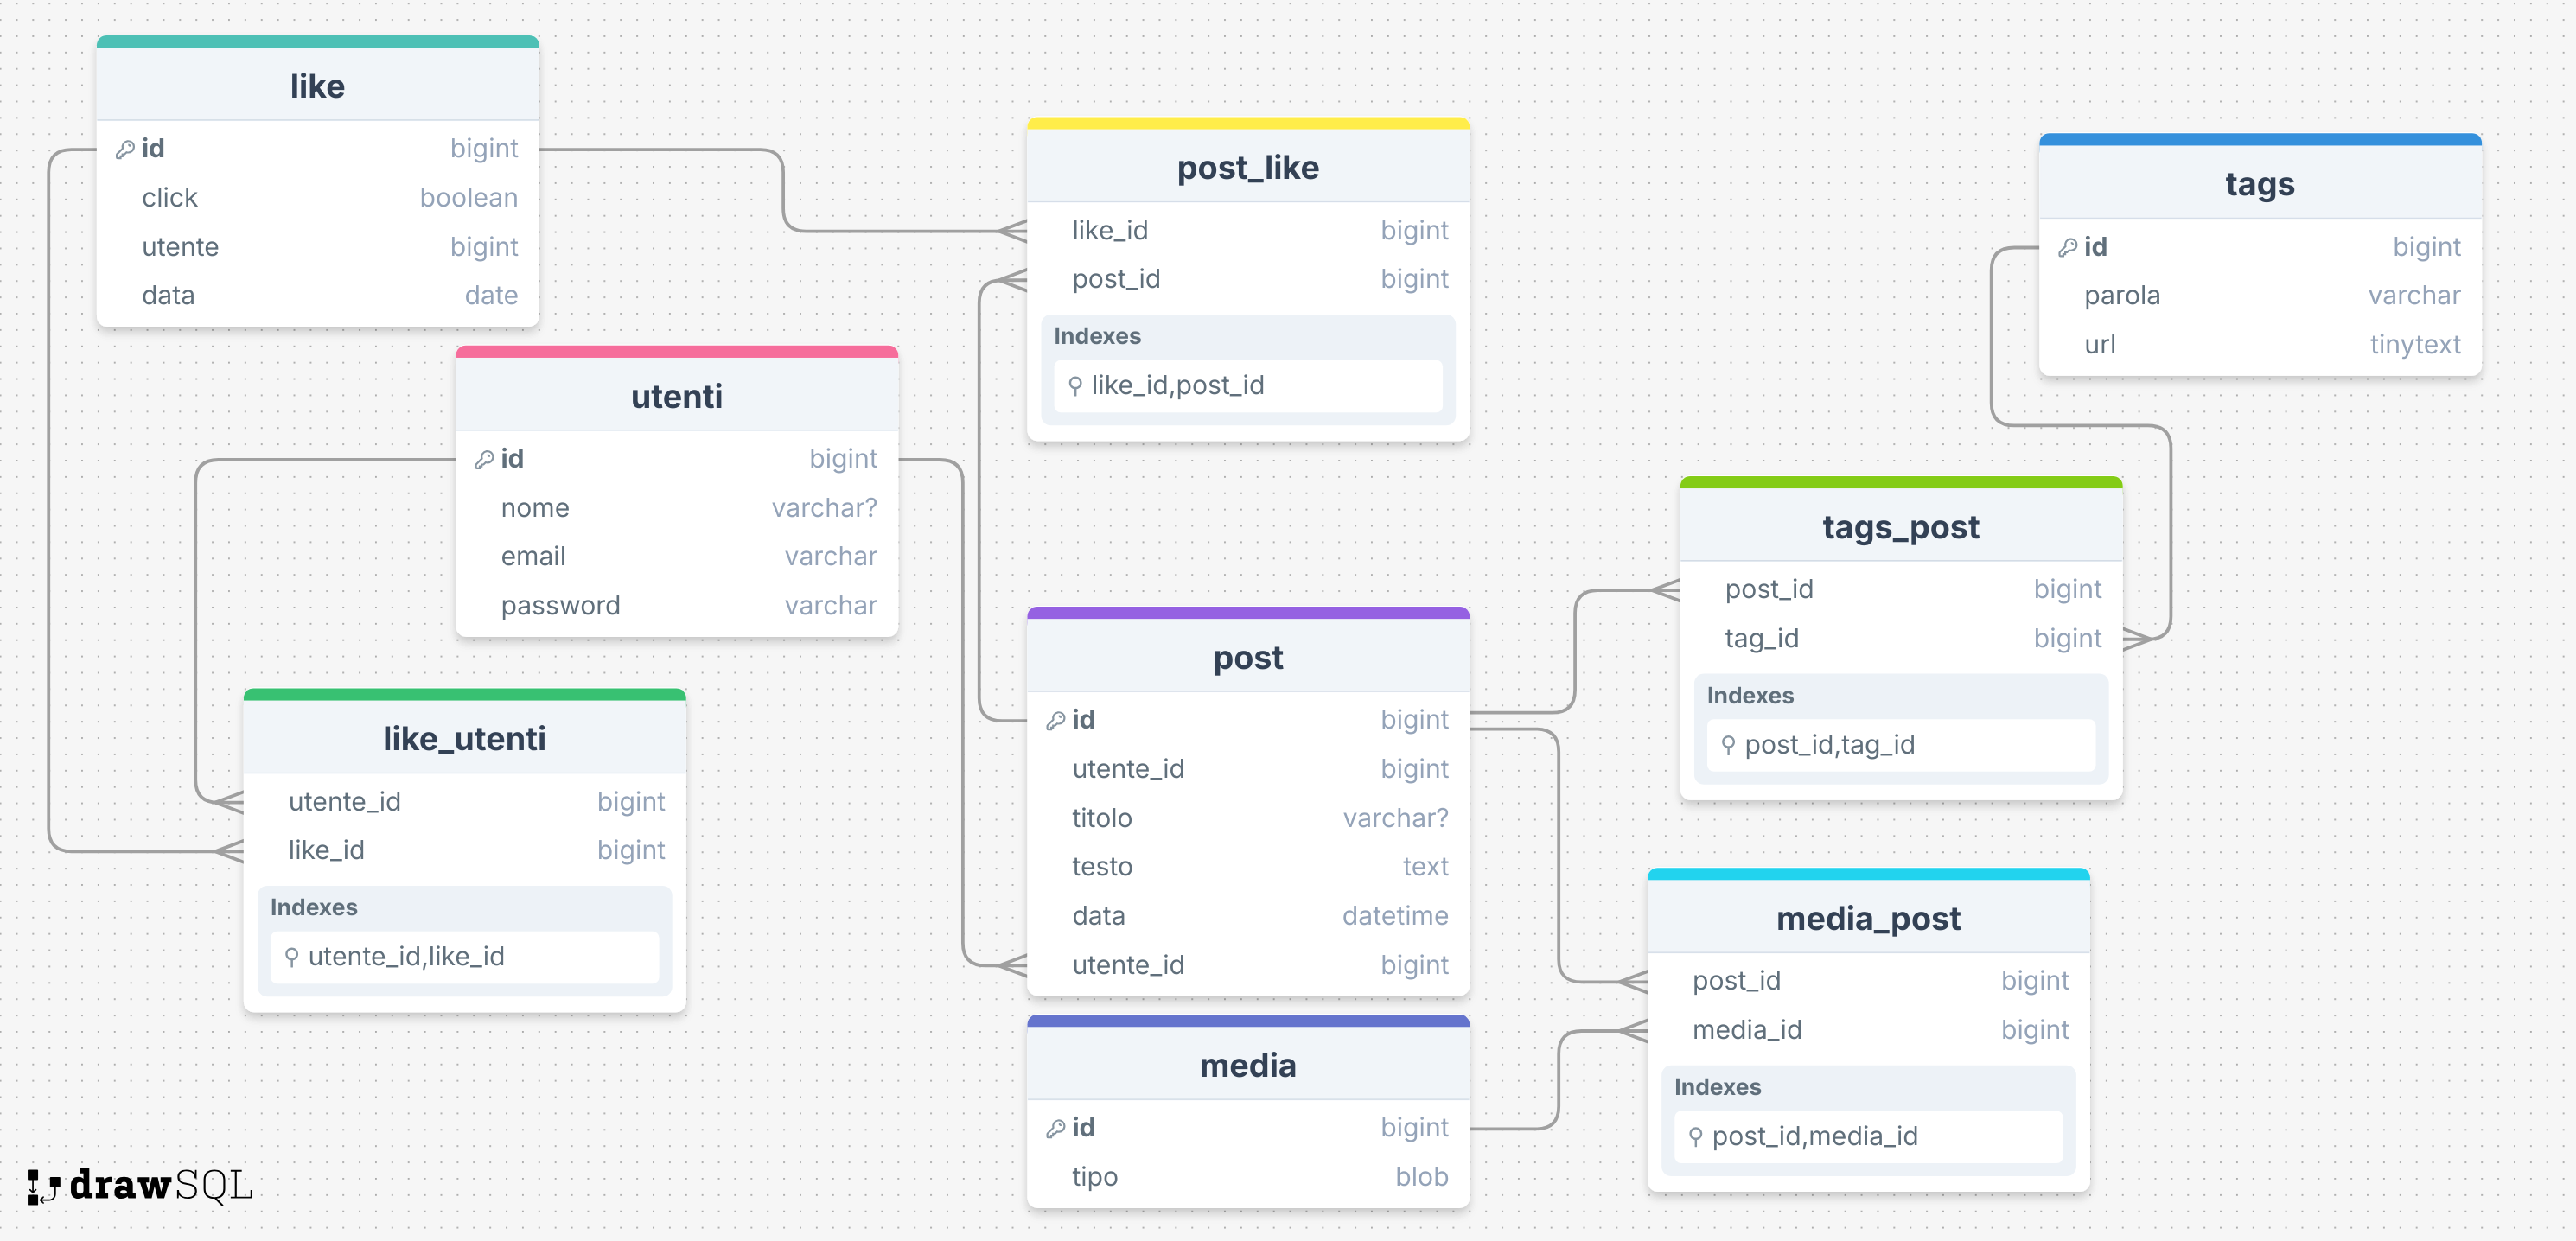 like
id bigint
click boolean
utente bigint
data date
utenti
id bigint
nome varchar?
email varchar
password varchar
like_utenti
utente_id bigint
like_id bigint
Indexes
utente_id,like_id
post_like
like_id bigint
post_id bigint
Indexes
like_id,post_id
post
id bigint
utente_id bigint
titolo varchar?
testo text
data datetime
utente_id bigint
media
id bigint
tipo blob
tags
id bigint
parola varchar
url tinytext
tags_post
post_id bigint
tag_id bigint
Indexes
post_id,tag_id
media_post
post_id bigint
media_id bigint
Indexes
post_id,media_id
drawSQL